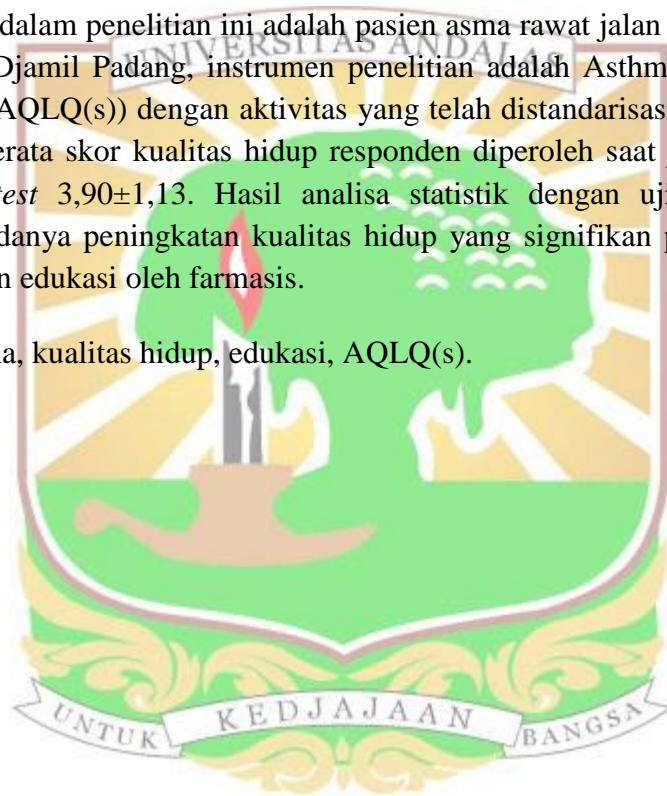 dalam penelitian ini adalah pasien asma rawat jalan
UNIVERSITAS ANDALAS
Djamil Padang, instrumen penelitian adalah Asthm
AQLQ(s)) dengan aktivitas yang telah distandarisas
erata skor kualitas hidup responden diperoleh saat
test 3,90±1,13. Hasil analisa statistik dengan uji
danya peningkatan kualitas hidup yang signifikan p
n edukasi oleh farmasis.
a, kualitas hidup, edukasi, AQLQ(s).
UNTUK KEDJAJAAN BANGSA